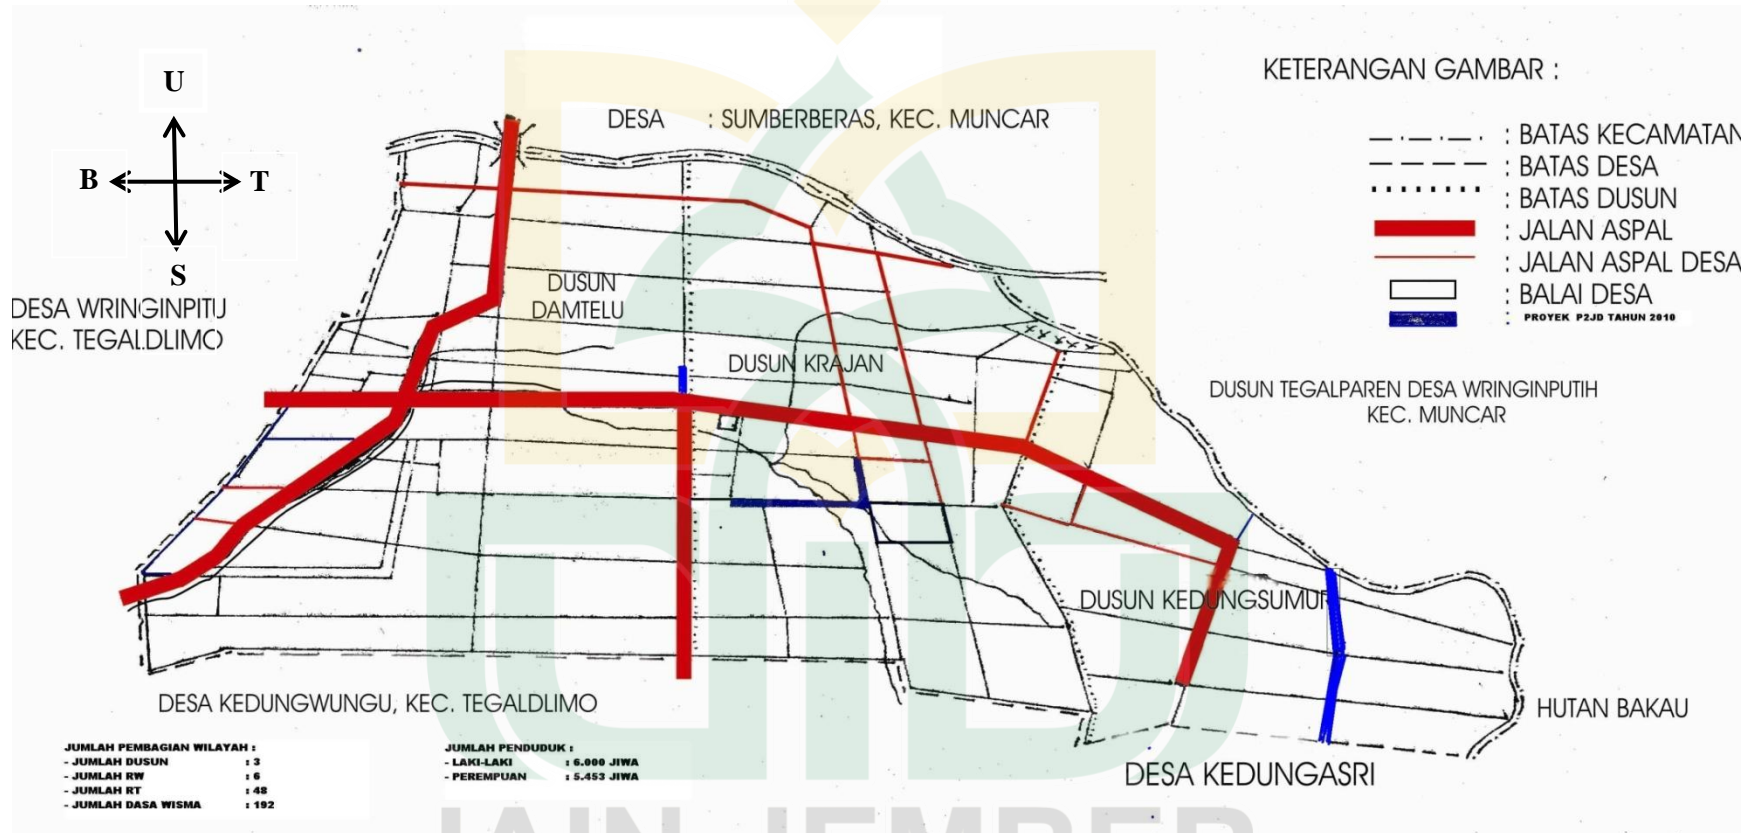 U
B
T
S
DESA : SUMBERBERAS, KEC. MUNCAR
DESA WRINGINPITU
KEC. TEGALDLIMO
DUSUN
DAMTELU
DUSUN KRAJAN
DUSUN TEGALPAREN DESA WRINGINPUTIH
KEC. MUNCAR
DUSUN KEDUNGSUMUR
DESA KEDUNGWUNGU, KEC. TEGALDLIMO
HUTAN BAKAU
DESA KEDUNGASRI
KETERANGAN GAMBAR :
: BATAS KECAMATAN
: BATAS DESA
: BATAS DUSUN
: JALAN ASPAL
: JALAN ASPAL DESA
: BALAI DESA
: PROYEK P2JD TAHUN 2010
JUMLAH PEMBAGIAN WILAYAH :
- JUMLAH DUSUN : 3
- JUMLAH RW : 6
- JUMLAH RT : 48
- JUMLAH DASA WISMA : 192
JUMLAH PENDUDUK :
- LAKI-LAKI : 6.000 JIWA
- PEREMPUAN : 5.453 JIWA
IAIN JEMBER